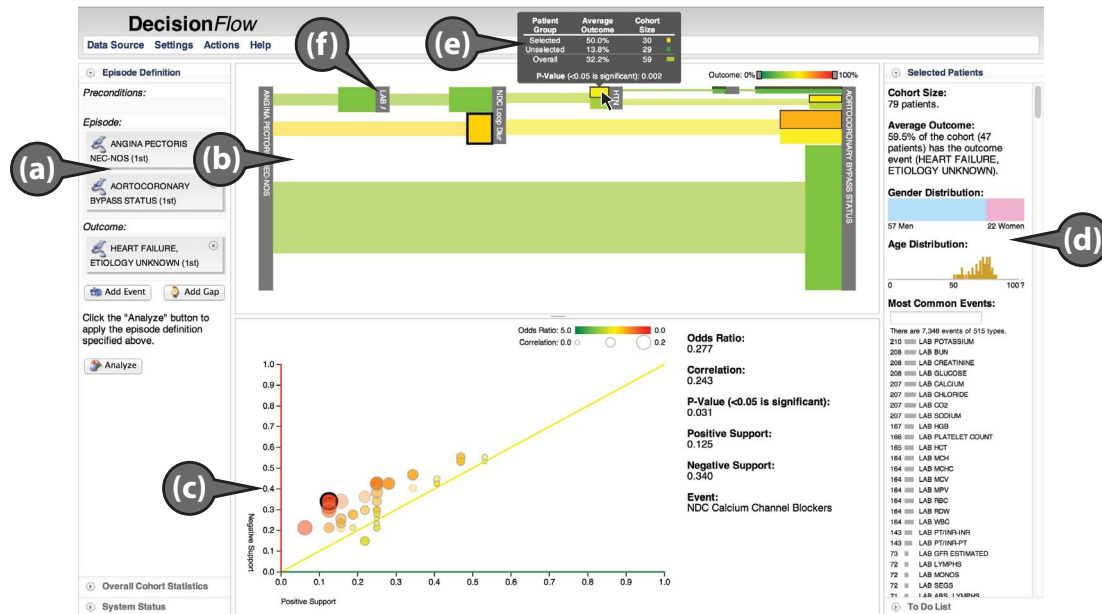 DecisionFlow
Data Source Settings Actions Help
Episode Definition
Preconditions:
Episode:
ANGINA PECTORIS
NEC-NOS (1st)
(a)
AORTOCORONARY
BYPASS STATUS (1st)
Outcome:
HEART FAILURE,
ETIOLOGY UNKNOWN (1st)
Add Event
Add Gap
Click the "Analyze" button to
apply the episode definition
specified above.
Analyze
Overall Cohort Statistics
System Status
(f)
(e)
Patient Group Average Outcome Cohort Size
Selected 50.0% 30
Unselected 13.8% 29
Overall 32.2% 59
P-Value (<0.05 is significant): 0.002
Outcome: 0% 100%
(b)
ANGINA PECTORIS NEC-NOS
LAB
NDC Loop Diur
HTN
AORTOCORONARY BYPASS STATUS
Odds Ratio: 5.0 0.0
Correlation: 0.0 0.2
(c)
1.0
0.9
0.8
0.7
0.6
0.5
0.4
0.3
0.2
0.1
0.0
Negative Support
0.0 0.1 0.2 0.3 0.4 0.5 0.6 0.7 0.8 0.9 1.0
Positive Support
Odds Ratio:
0.277
Correlation:
0.243
P-Value (<0.05 is significant):
0.031
Positive Support:
0.125
Negative Support:
0.340
Event:
NDC Calcium Channel Blockers
Selected Patients
Cohort Size:
79 patients.
Average Outcome:
59.5% of the cohort (47
patients) has the outcome
event (HEART FAILURE,
ETIOLOGY UNKNOWN).
Gender Distribution:
57 Men 22 Women
(d)
Age Distribution:
0 50 100 ?
Most Common Events:
There are 7,348 events of 515 types.
210 LAB POTASSIUM
208 LAB BUN
208 LAB CREATININE
208 LAB GLUCOSE
207 LAB CALCIUM
207 LAB CHLORIDE
207 LAB CO2
207 LAB SODIUM
167 LAB HGB
166 LAB PLATELET COUNT
165 LAB HCT
164 LAB MCH
164 LAB MCHC
164 LAB MCV
164 LAB MPV
164 LAB RBC
164 LAB RDW
164 LAB WBC
143 LAB PT/INR-INR
143 LAB PT/INR-PT
73 LAB GFR ESTIMATED
72 LAB LYMPHS
72 LAB MONOS
72 LAB SEGS
71 LAB ABS. LYMPHS
To Do List